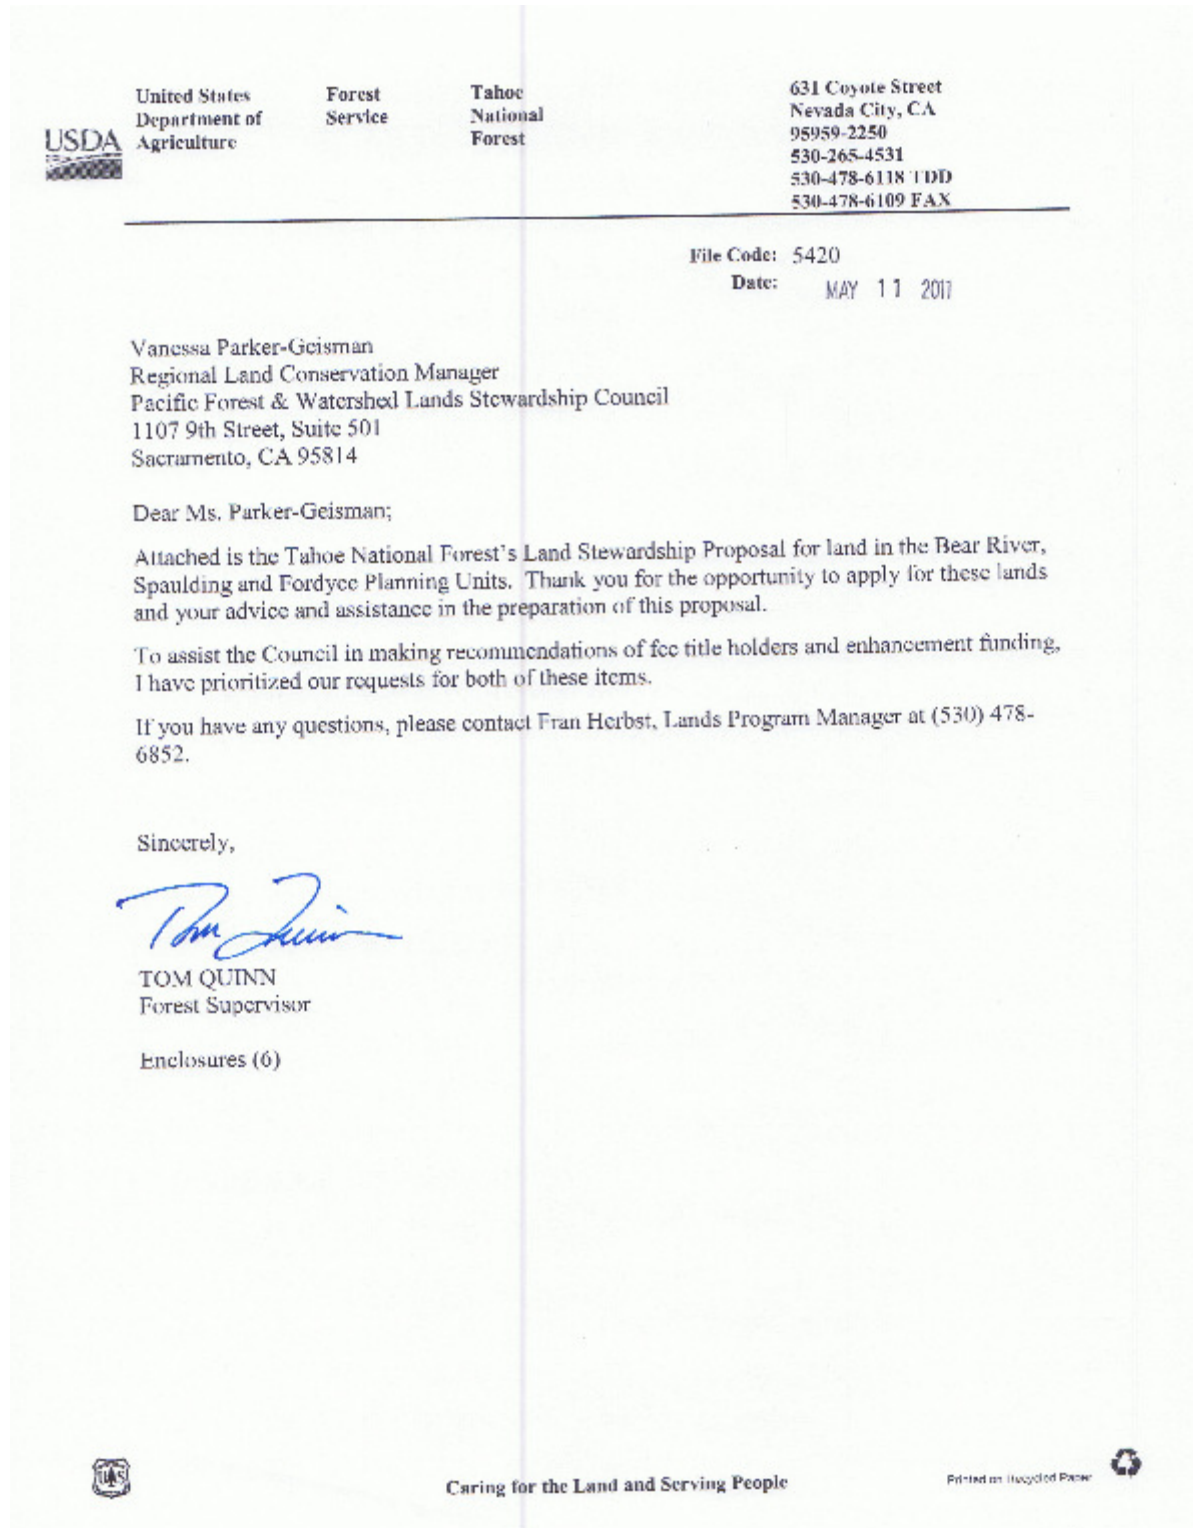 United States Department of Agriculture
Forest Service
Tahoe National Forest
USDA
631 Coyote Street
Nevada City, CA
95959-2250
530-265-4531
530-478-6118 TDD
530-478-6109 FAX
File Code: 5420
Date: MAY 11 2011
Vanessa Parker-Geisman
Regional Land Conservation Manager
Pacific Forest & Watershed Lands Stewardship Council
1107 9th Street, Suite 501
Sacramento, CA 95814
Dear Ms. Parker-Geisman;
Attached is the Tahoe National Forest's Land Stewardship Proposal for land in the Bear River,
Spaulding and Fordyce Planning Units. Thank you for the opportunity to apply for these lands
and your advice and assistance in the preparation of this proposal.
To assist the Council in making recommendations of fee title holders and enhancement funding,
I have prioritized our requests for both of these items.
If you have any questions, please contact Fran Herbst, Lands Program Manager at (530) 478-
6852.
Sincerely,
Tom Quinn
TOM QUINN
Forest Supervisor
Enclosures (6)
Caring for the Land and Serving People
Printed on Recycled Paper